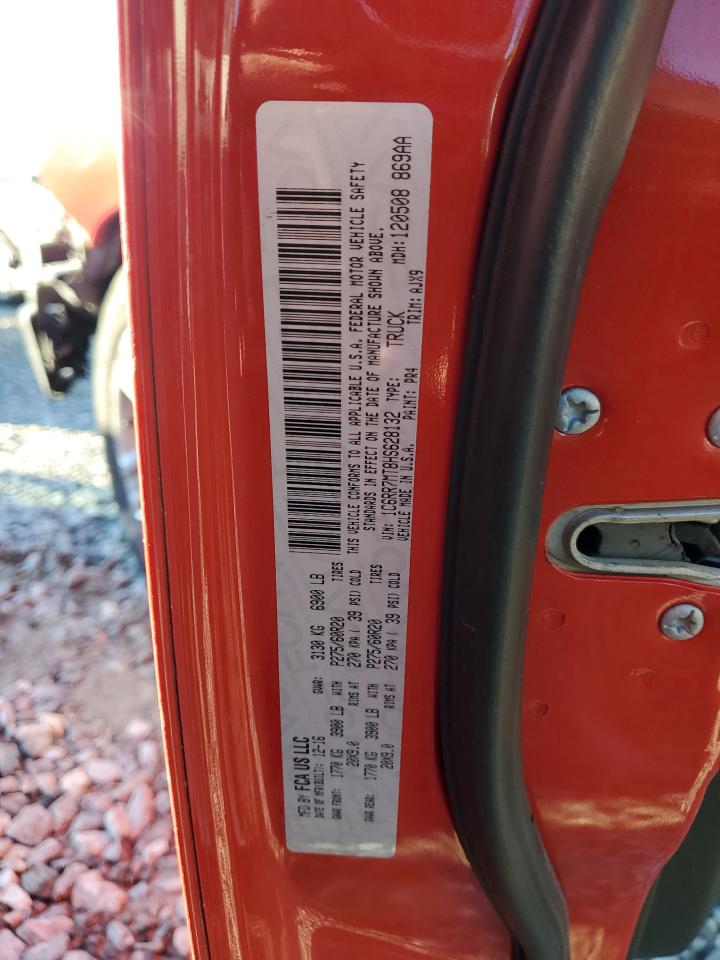 MFD BY FCA US LLC
DATE OF MFR(BUILT): 12-16 GVWR: 3130 KG 6900 LB
GAWR FRONT: 1770 KG 3900 LB WITH P275/60R20 TIRES
20X9.0 RIMS AT 270 KPA ( 39 PSI) COLD
GAWR REAR: 1770 KG 3900 LB WITH P275/60R20 TIRES
20X9.0 RIMS AT 270 KPA ( 39 PSI) COLD
THIS VEHICLE CONFORMS TO ALL APPLICABLE U.S.A. FEDERAL MOTOR VEHICLE SAFETY
STANDARDS IN EFFECT ON THE DATE OF MANUFACTURE SHOWN ABOVE.
VIN: 1C6RR7MT8HS628132 TYPE: TRUCK MDH: 120508 869AA
VEHICLE MADE IN U.S.A. PAINT: PR4 TRIM: AJX9